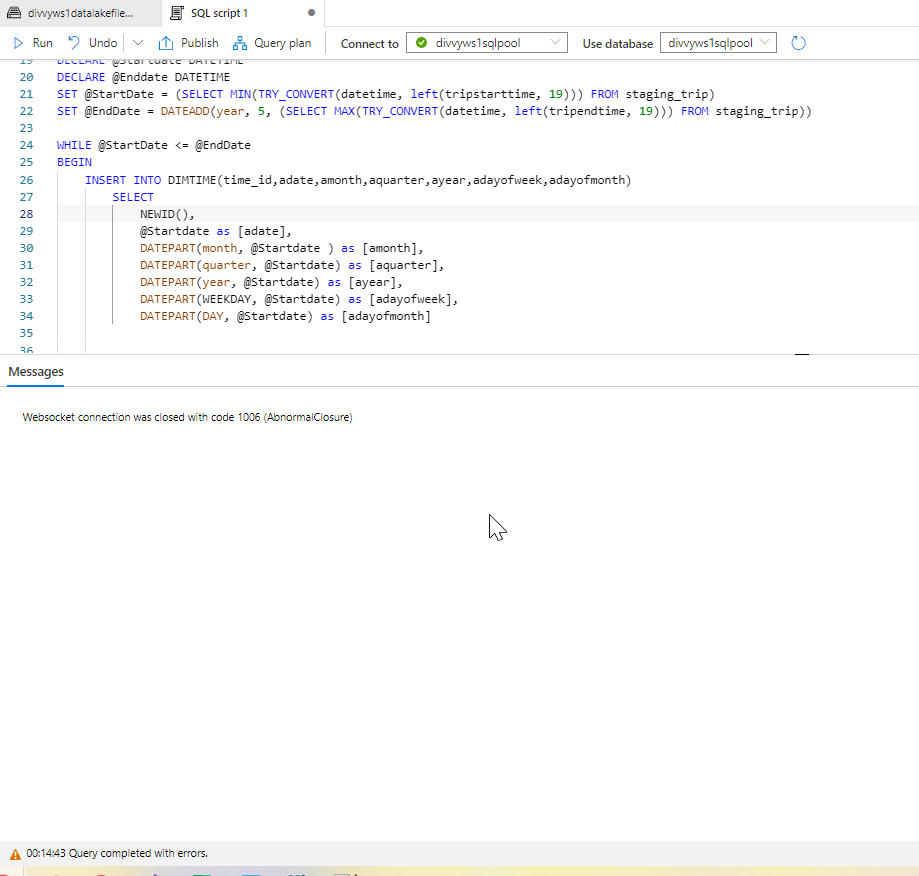 divvyws1datalakefile...
SQL script 1
Run Undo Publish Query plan Connect to divvyws1sqlpool Use database divvyws1sqlpool
19 DECLARE @Startdate DATETIME
20 DECLARE @Enddate DATETIME
21 SET @StartDate = (SELECT MIN(TRY_CONVERT(datetime, left(tripstarttime, 19))) FROM staging_trip)
22 SET @EndDate = DATEADD(year, 5, (SELECT MAX(TRY_CONVERT(datetime, left(tripendtime, 19))) FROM staging_trip))
23
24 WHILE @StartDate <= @EndDate
25 BEGIN
26 INSERT INTO DIMTIME(time_id,adate,amonth,aquarter,ayear,adayofweek,adayofmonth)
27 SELECT
28 NEWID(),
29 @Startdate as [adate],
30 DATEPART(month, @Startdate ) as [amonth],
31 DATEPART(quarter, @Startdate) as [aquarter],
32 DATEPART(year, @Startdate) as [ayear],
33 DATEPART(WEEKDAY, @Startdate) as [adayofweek],
34 DATEPART(DAY, @Startdate) as [adayofmonth]
35
36
Messages
Websocket connection was closed with code 1006 (AbnormalClosure)
00:14:43 Query completed with errors.